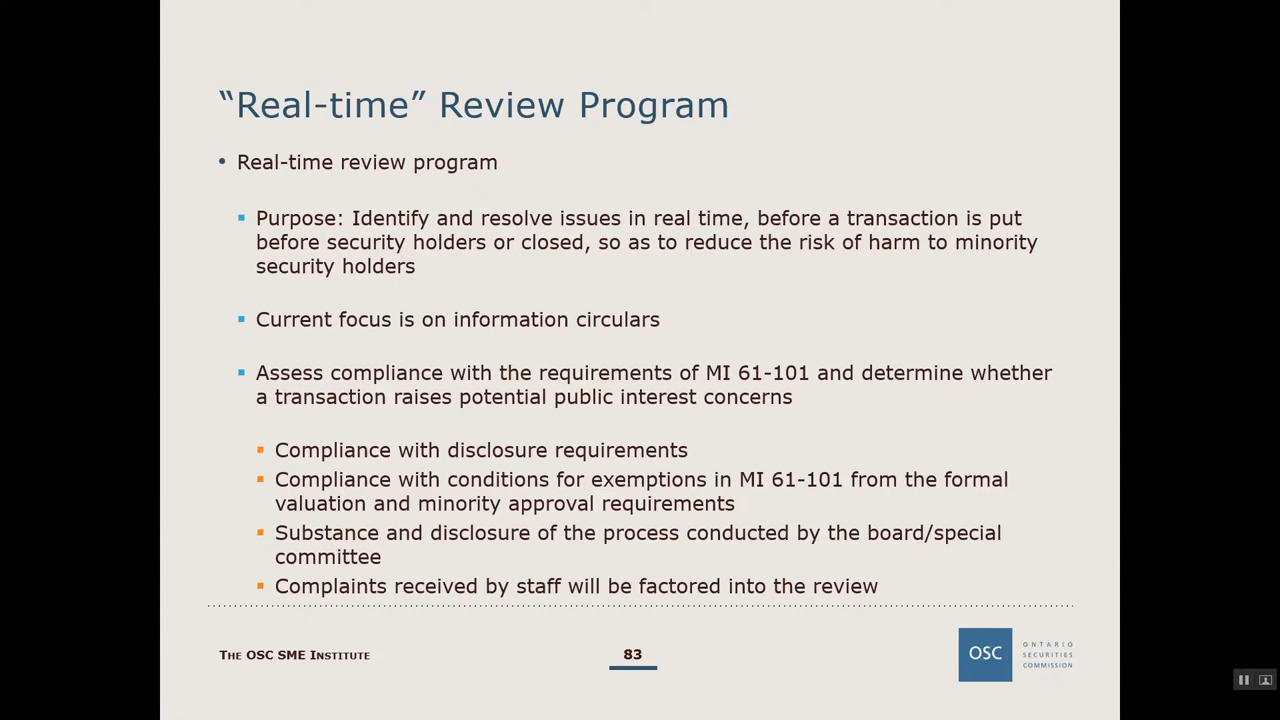 “Real-time” Review Program
• Real-time review program
▪ Purpose: Identify and resolve issues in real time, before a transaction is put
before security holders or closed, so as to reduce the risk of harm to minority
security holders
▪ Current focus is on information circulars
▪ Assess compliance with the requirements of MI 61-101 and determine whether
a transaction raises potential public interest concerns
▪ Compliance with disclosure requirements
▪ Compliance with conditions for exemptions in MI 61-101 from the formal
valuation and minority approval requirements
▪ Substance and disclosure of the process conducted by the board/special
committee
▪ Complaints received by staff will be factored into the review
THE OSC SME INSTITUTE
83
OSC
ONTARIO
SECURITIES
COMMISSION